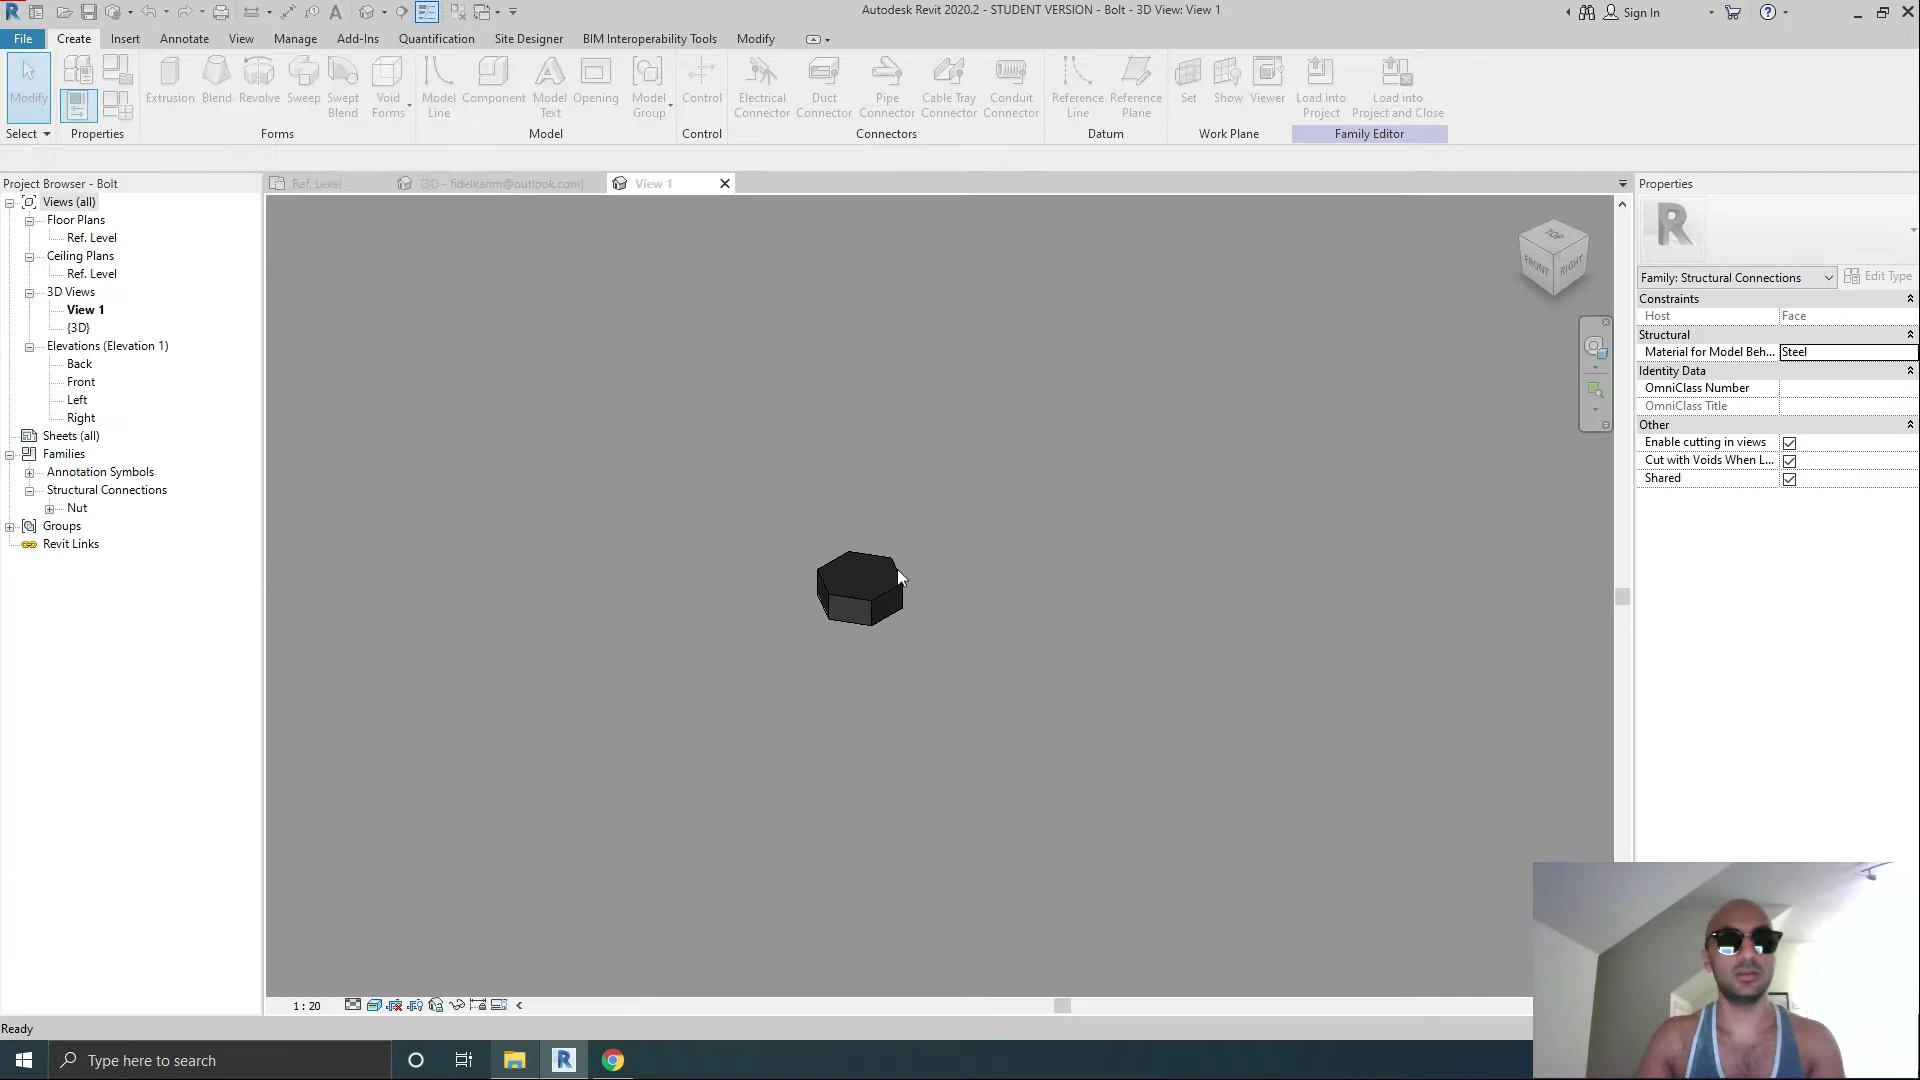 Autodesk Revit 2020.2 - STUDENT VERSION - Bolt - 3D View: View 1
Sign In
File Create Insert Annotate View Manage Add-Ins Quantification Site Designer BIM Interoperability Tools Modify
Modify
Extrusion Blend Revolve Sweep Swept Blend Void Forms Model Line Component Model Text Opening Model Group Control Electrical Connector Duct Connector Pipe Connector Cable Tray Connector Conduit Connector Reference Line Reference Plane Set Show Viewer Load into Project Load into Project and Close
Select Properties Forms Model Control Connectors Datum Work Plane Family Editor
Project Browser - Bolt
Ref. Level
{3D - fidelkarim@outlook.com}
View 1
Views (all)
Floor Plans
Ref. Level
Ceiling Plans
Ref. Level
3D Views
View 1
{3D}
Elevations (Elevation 1)
Back
Front
Left
Right
Sheets (all)
Families
Annotation Symbols
Structural Connections
Nut
Groups
Revit Links
TOP
FRONT
RIGHT
Properties
R
Family: Structural Connections
Edit Type
Constraints
Host Face
Structural
Material for Model Beh... Steel
Identity Data
OmniClass Number
OmniClass Title
Other
Enable cutting in views
Cut with Voids When L...
Shared
1 : 20
Ready
Type here to search